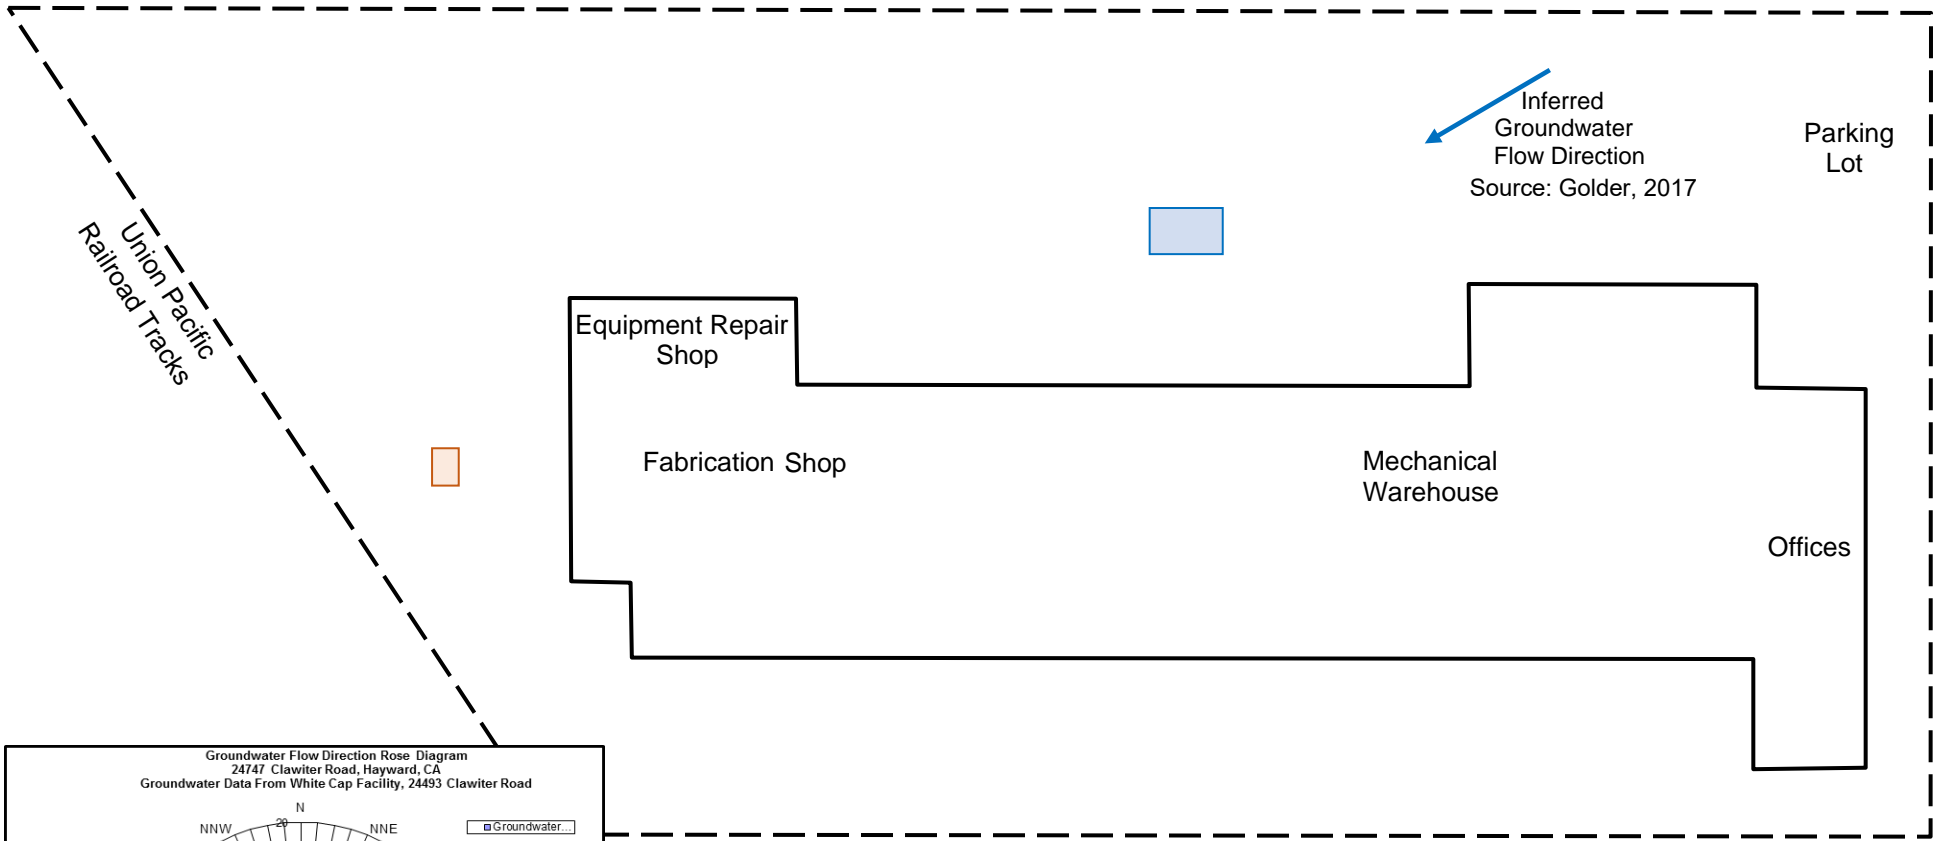 Inferred
Groundwater
Flow Direction
Source: Golder, 2017
Parking
Lot
Union Pacific
Railroad Tracks
Equipment Repair
Shop
Fabrication Shop
Mechanical
Warehouse
Offices
Groundwater Flow Direction Rose Diagram
24747 Clawiter Road, Hayward, CA
Groundwater Data From White Cap Facility, 24493 Clawiter Road
N
NNW
20
NNE
Groundwater...